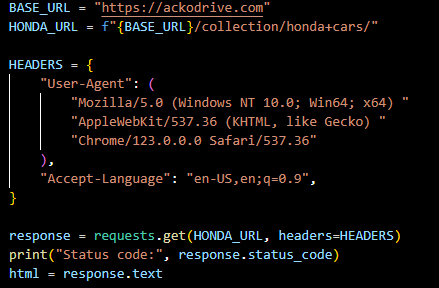 BASE_URL = "https://ackodrive.com"
HONDA_URL = f"{BASE_URL}/collection/honda+cars/"
HEADERS = {
"User-Agent": (
"Mozilla/5.0 (Windows NT 10.0; Win64; x64) "
"AppleWebKit/537.36 (KHTML, like Gecko) "
"Chrome/123.0.0.0 Safari/537.36"
),
"Accept-Language": "en-US,en;q=0.9",
}
response = requests.get(HONDA_URL, headers=HEADERS)
print("Status code:", response.status_code)
html = response.text